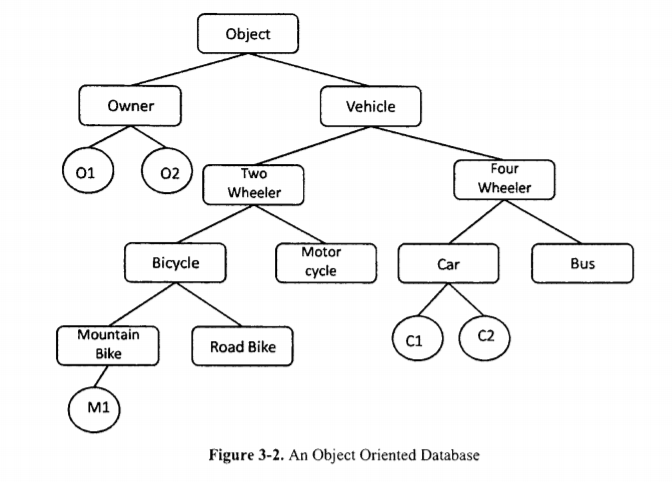 Object
Owner
Vehicle
O1
O2
Two
Wheeler
Four
Wheeler
Bicycle
Motor
cycle
Car
Bus
Mountain
Bike
Road Bike
C1
C2
M1
Figure 3-2. An Object Oriented Database